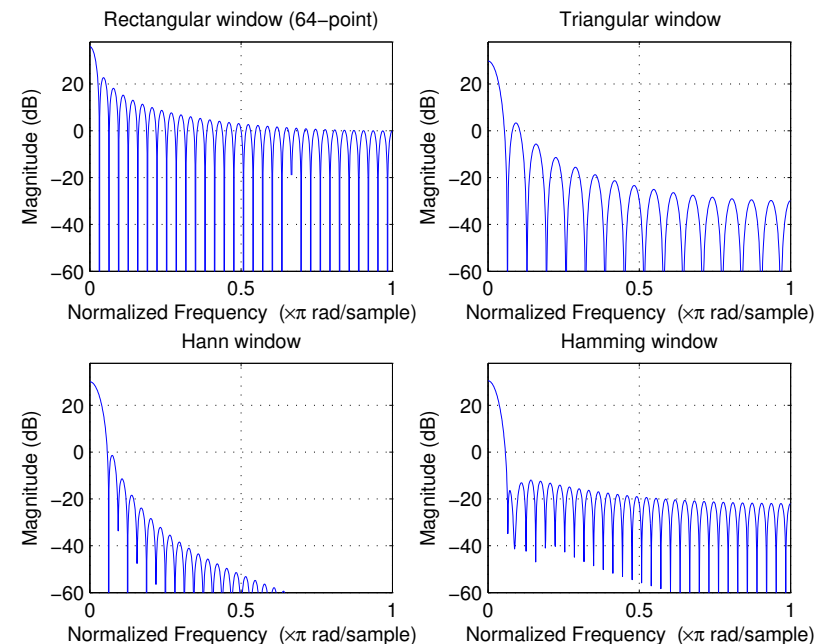 Rectangular window (64−point)
Magnitude (dB)
20
0
−20
−40
−60
0
0.5
1
Normalized Frequency (×π rad/sample)
Triangular window
Magnitude (dB)
20
0
−20
−40
−60
0
0.5
1
Normalized Frequency (×π rad/sample)
Hann window
Magnitude (dB)
20
0
−20
−40
−60
0
0.5
1
Normalized Frequency (×π rad/sample)
Hamming window
Magnitude (dB)
20
0
−20
−40
−60
0
0.5
1
Normalized Frequency (×π rad/sample)